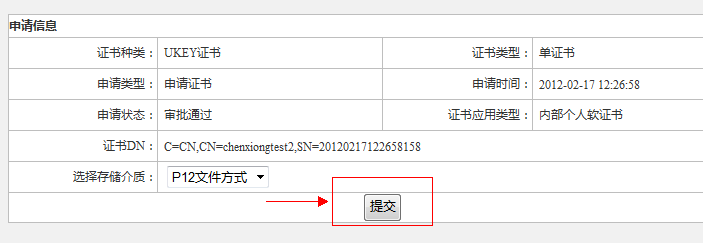 申请信息
证书种类： UKEY证书 证书类型： 单证书
申请类型： 申请证书 申请时间： 2012-02-17 12:26:58
申请状态： 审批通过 证书应用类型： 内部个人软证书
证书DN： C=CN,CN=chenxiongtest2,SN=20120217122658158
选择存储介质： P12文件方式
提交